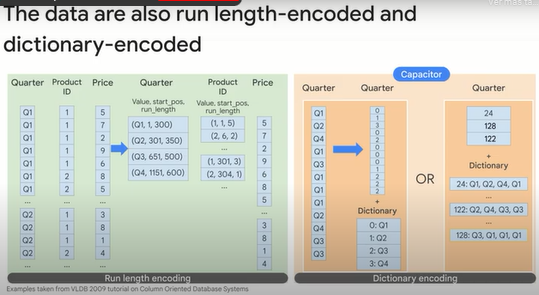 Ver más ta
The data are also run length-encoded and
dictionary-encoded
Quarter
Product ID
Price
Q1 1 5
Q1 1 7
Q1 1 2
Q1 1 9
Q1 1 6
Q1 2 8
Q1 2 5
... ... ...
Q2 1 3
Q2 1 8
Q2 1 1
Q2 2 4
... ... ...
Quarter
Value, start_pos, run_length
(Q1, 1, 300)
(Q2, 301, 350)
(Q3, 651, 500)
(Q4, 1151, 600)
Product ID
Value, start_pos, run_length
(1, 1, 5)
(2, 6, 2)
...
(1, 301, 3)
(2, 304, 1)
...
Price
5
7
2
9
6
8
5
...
3
8
1
4
Run length encoding
Capacitor
Quarter
Q1
Q2
Q4
Q1
Q3
Q1
Q1
Q1
Q2
Q4
Q3
Q3
Quarter
0
1
3
0
2
0
0
0
1
3
2
2
+
Dictionary
0: Q1
1: Q2
2: Q3
3: Q4
OR
Quarter
24
128
122
+
Dictionary
24: Q1, Q2, Q4, Q1
...
122: Q2, Q4, Q3, Q3
...
128: Q3, Q1, Q1, Q1
Dictionary encoding
Examples taken from VLDB 2009 tutorial on Column Oriented Database Systems